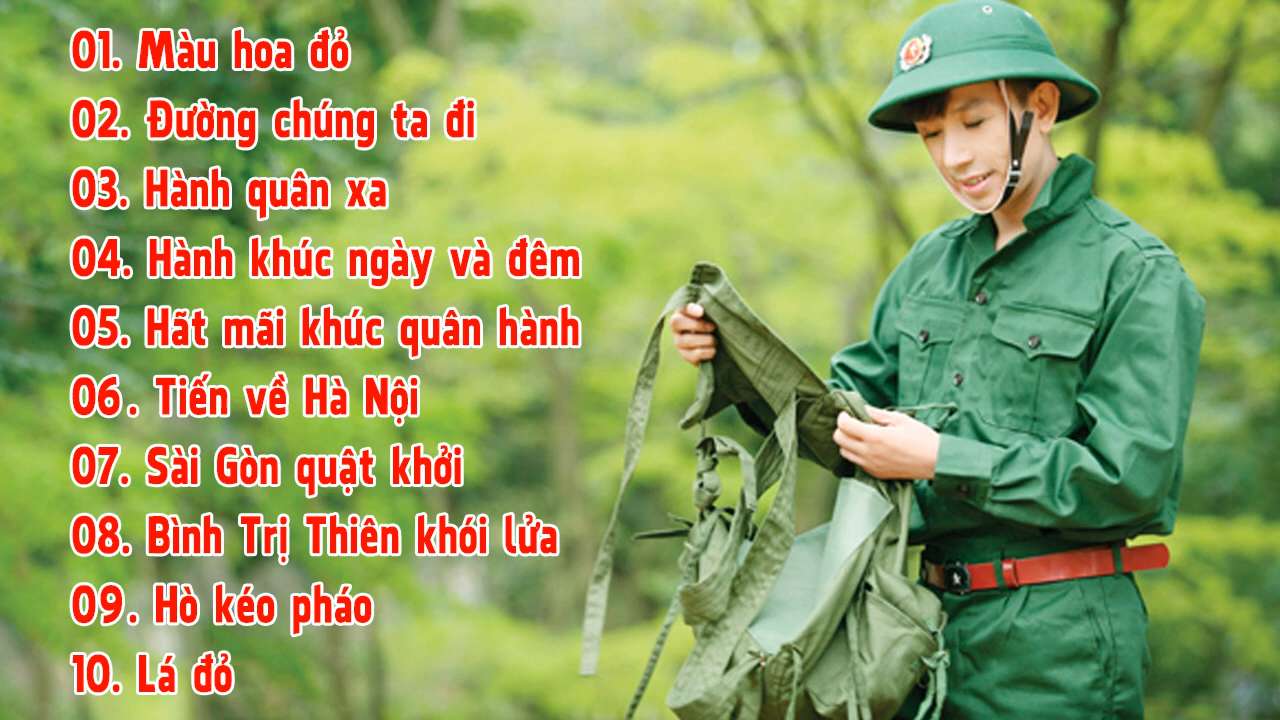 01. Màu hoa đỏ
02. Đường chúng ta đi
03. Hành quân xa
04. Hành khúc ngày và đêm
05. Hãt mãi khúc quân hành
06. Tiến về Hà Nội
07. Sài Gòn quật khởi
08. Bình Trị Thiên khói lửa
09. Hò kéo pháo
10. Lá đỏ